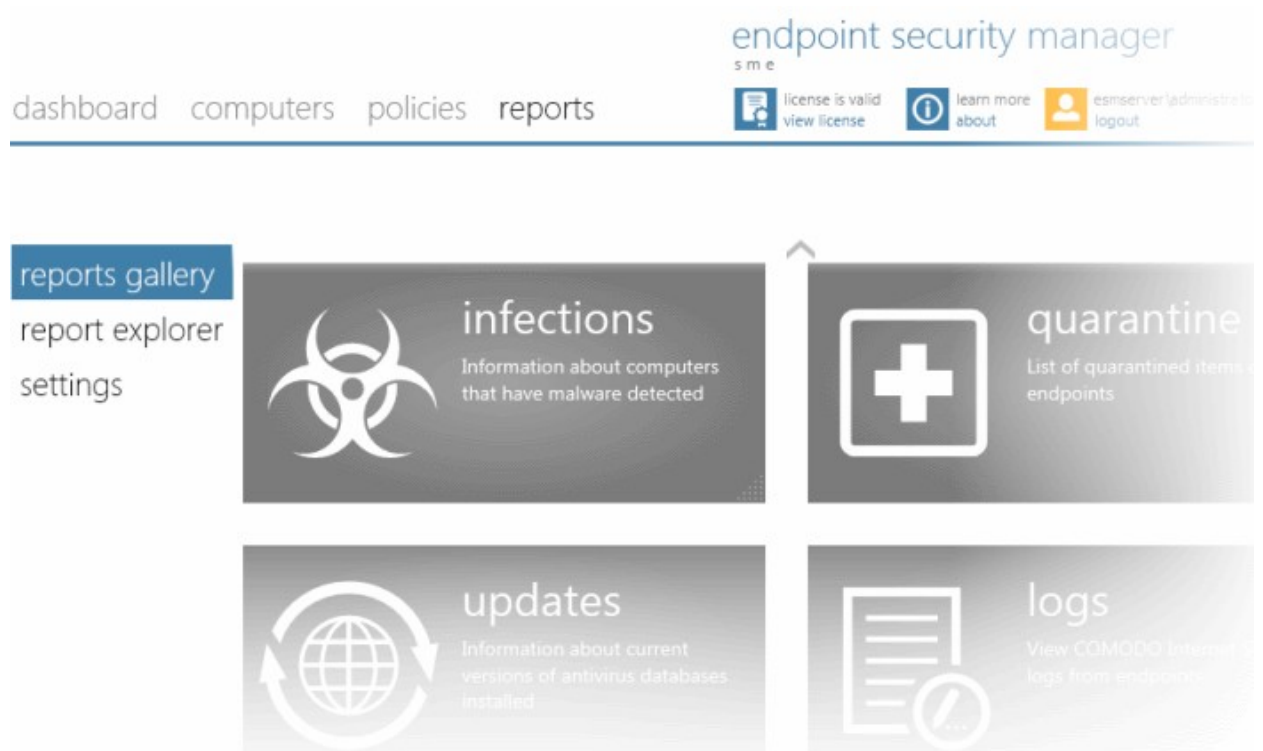 endpoint security manager
s m e
dashboard computers policies reports
license is valid
view license
learn more
about
logout
reports gallery
report explorer
settings
infections
Information about computers
that have malware detected
quarantine
List of quarantined items
endpoints
updates
Information about current
versions of antivirus databases
installed
logs
View COMODO Internet
logs from endpoints